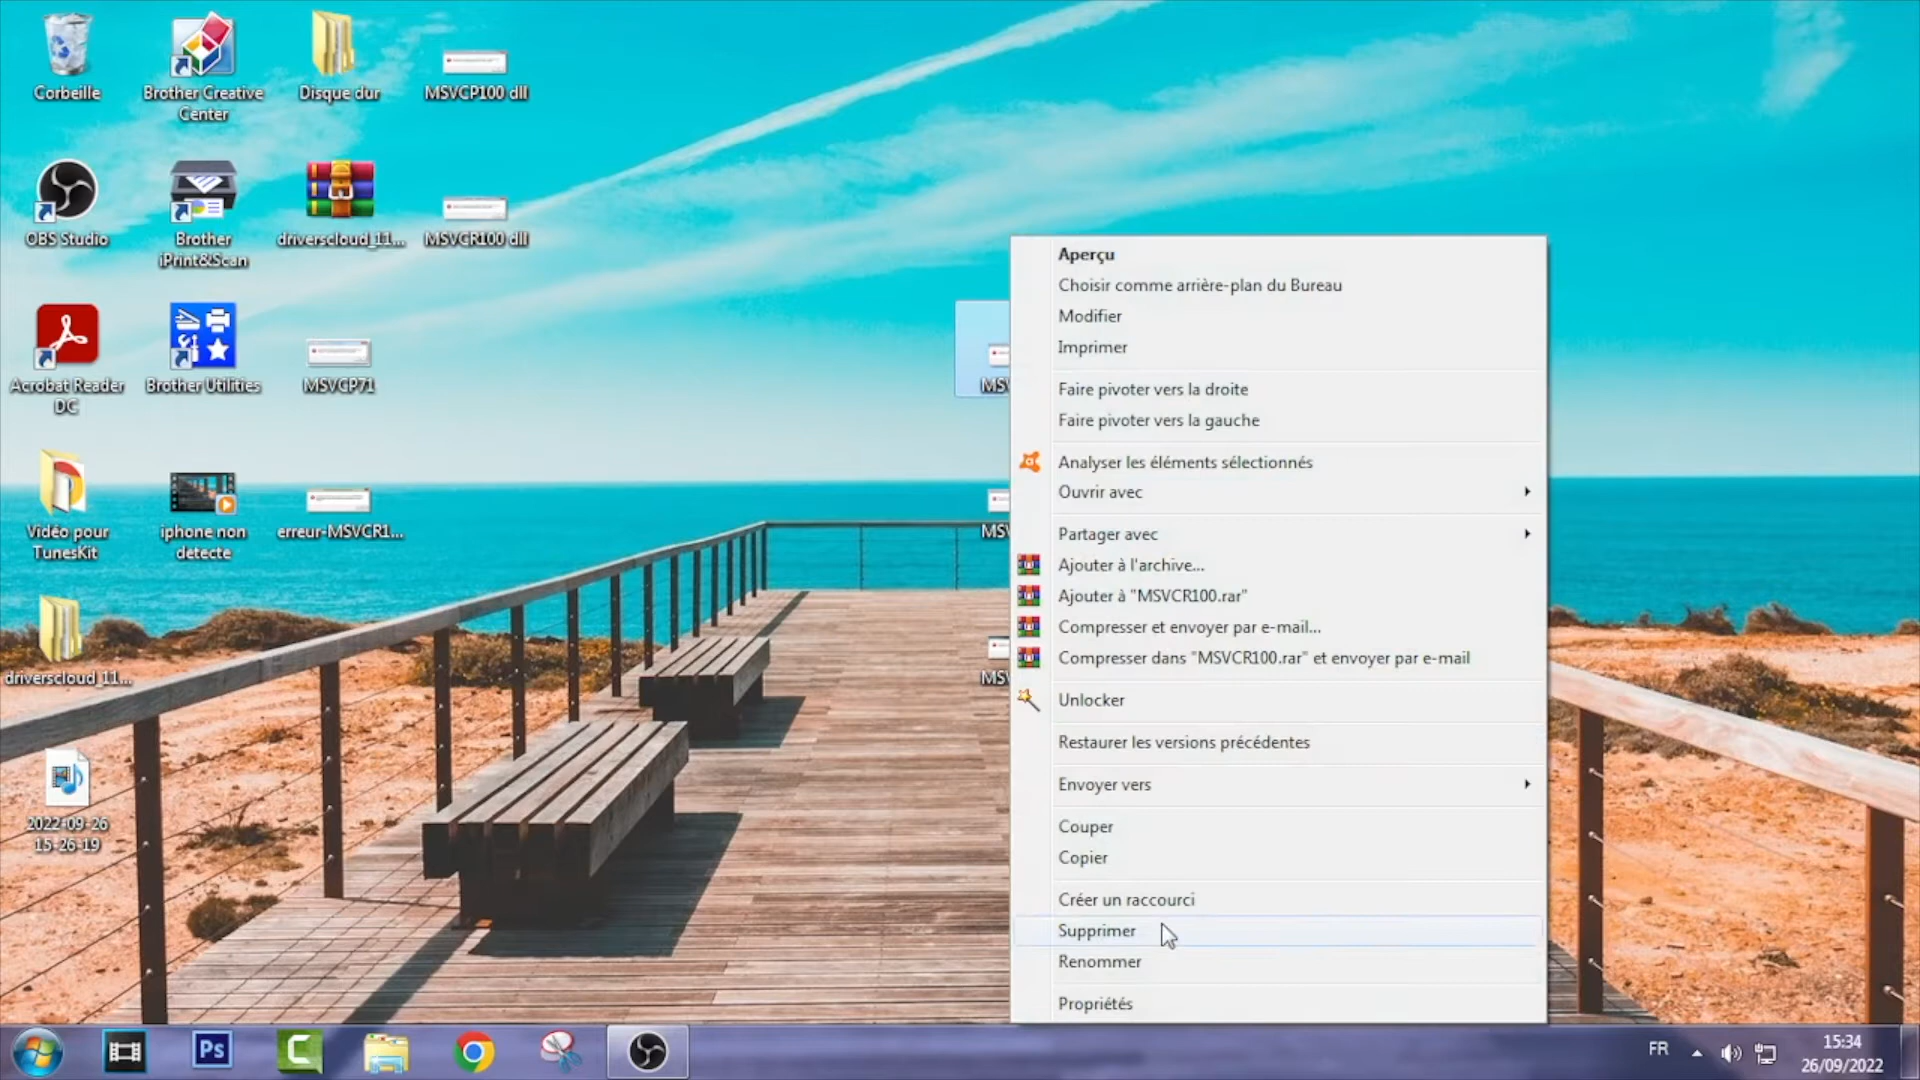 Corbeille
Brother Creative
Center
Disque dur
MSVCP100 dll
OBS Studio
Brother
iPrint&Scan
driverscloud_11...
MSVCR100 dll
Acrobat Reader
DC
Brother Utilities
MSVCP71
Vidéo pour
TunesKit
iphone non
detecte
erreur-MSVCR1...
driverscloud_11...
2022-09-26
15-26-19
Aperçu
Choisir comme arrière-plan du Bureau
Modifier
Imprimer
Faire pivoter vers la droite
Faire pivoter vers la gauche
Analyser les éléments sélectionnés
Ouvrir avec
Partager avec
Ajouter à l'archive...
Ajouter à "MSVCR100.rar"
Compresser et envoyer par e-mail...
Compresser dans "MSVCR100.rar" et envoyer par e-mail
Unlocker
Restaurer les versions précédentes
Envoyer vers
Couper
Copier
Créer un raccourci
Supprimer
Renommer
Propriétés
Ps
FR
15:34
26/09/2022